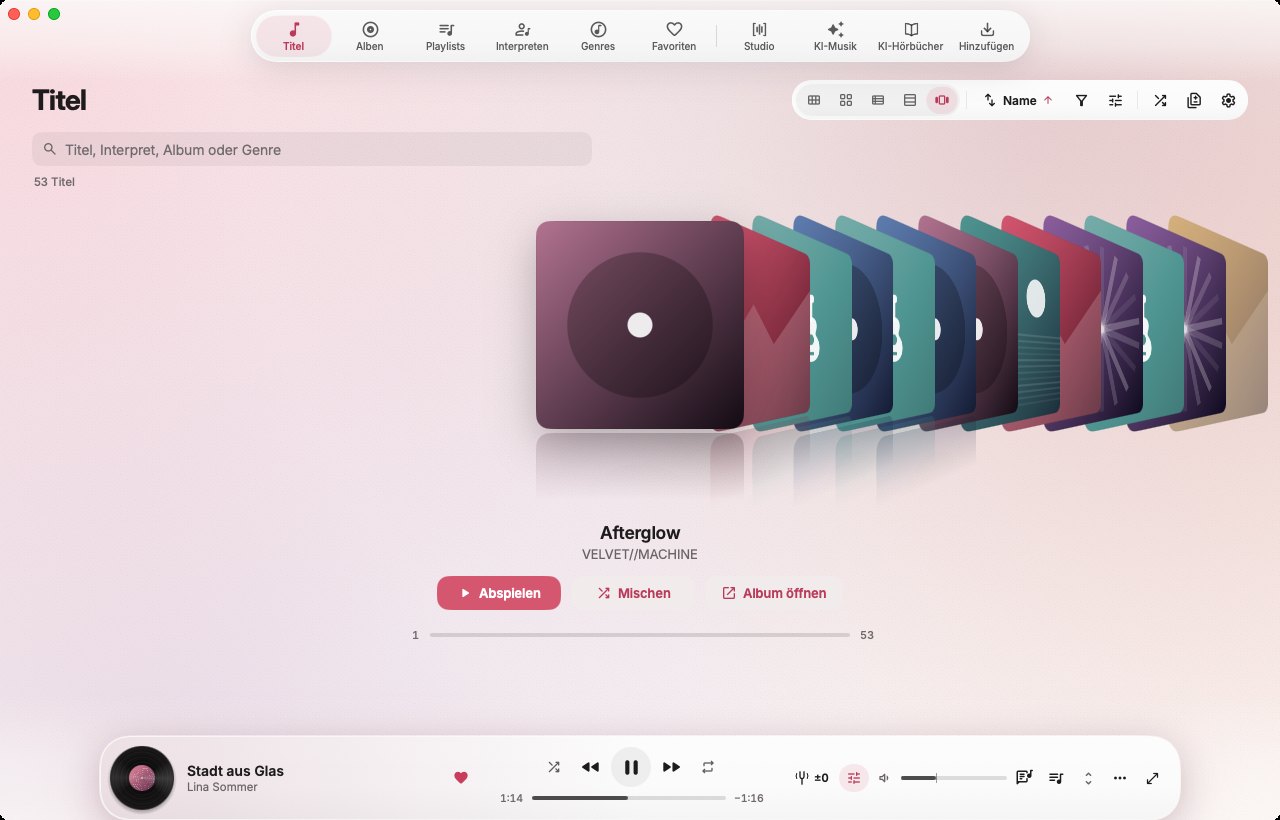 Titel
Alben
Playlists
Interpreten
Genres
Favoriten
Studio
KI-Musik
KI-Hörbücher
Hinzufügen
Titel
Name
Titel, Interpret, Album oder Genre
53 Titel
Afterglow
VELVET//MACHINE
Abspielen
Mischen
Album öffnen
1
53
Stadt aus Glas
Lina Sommer
1:14
−1:16
±0